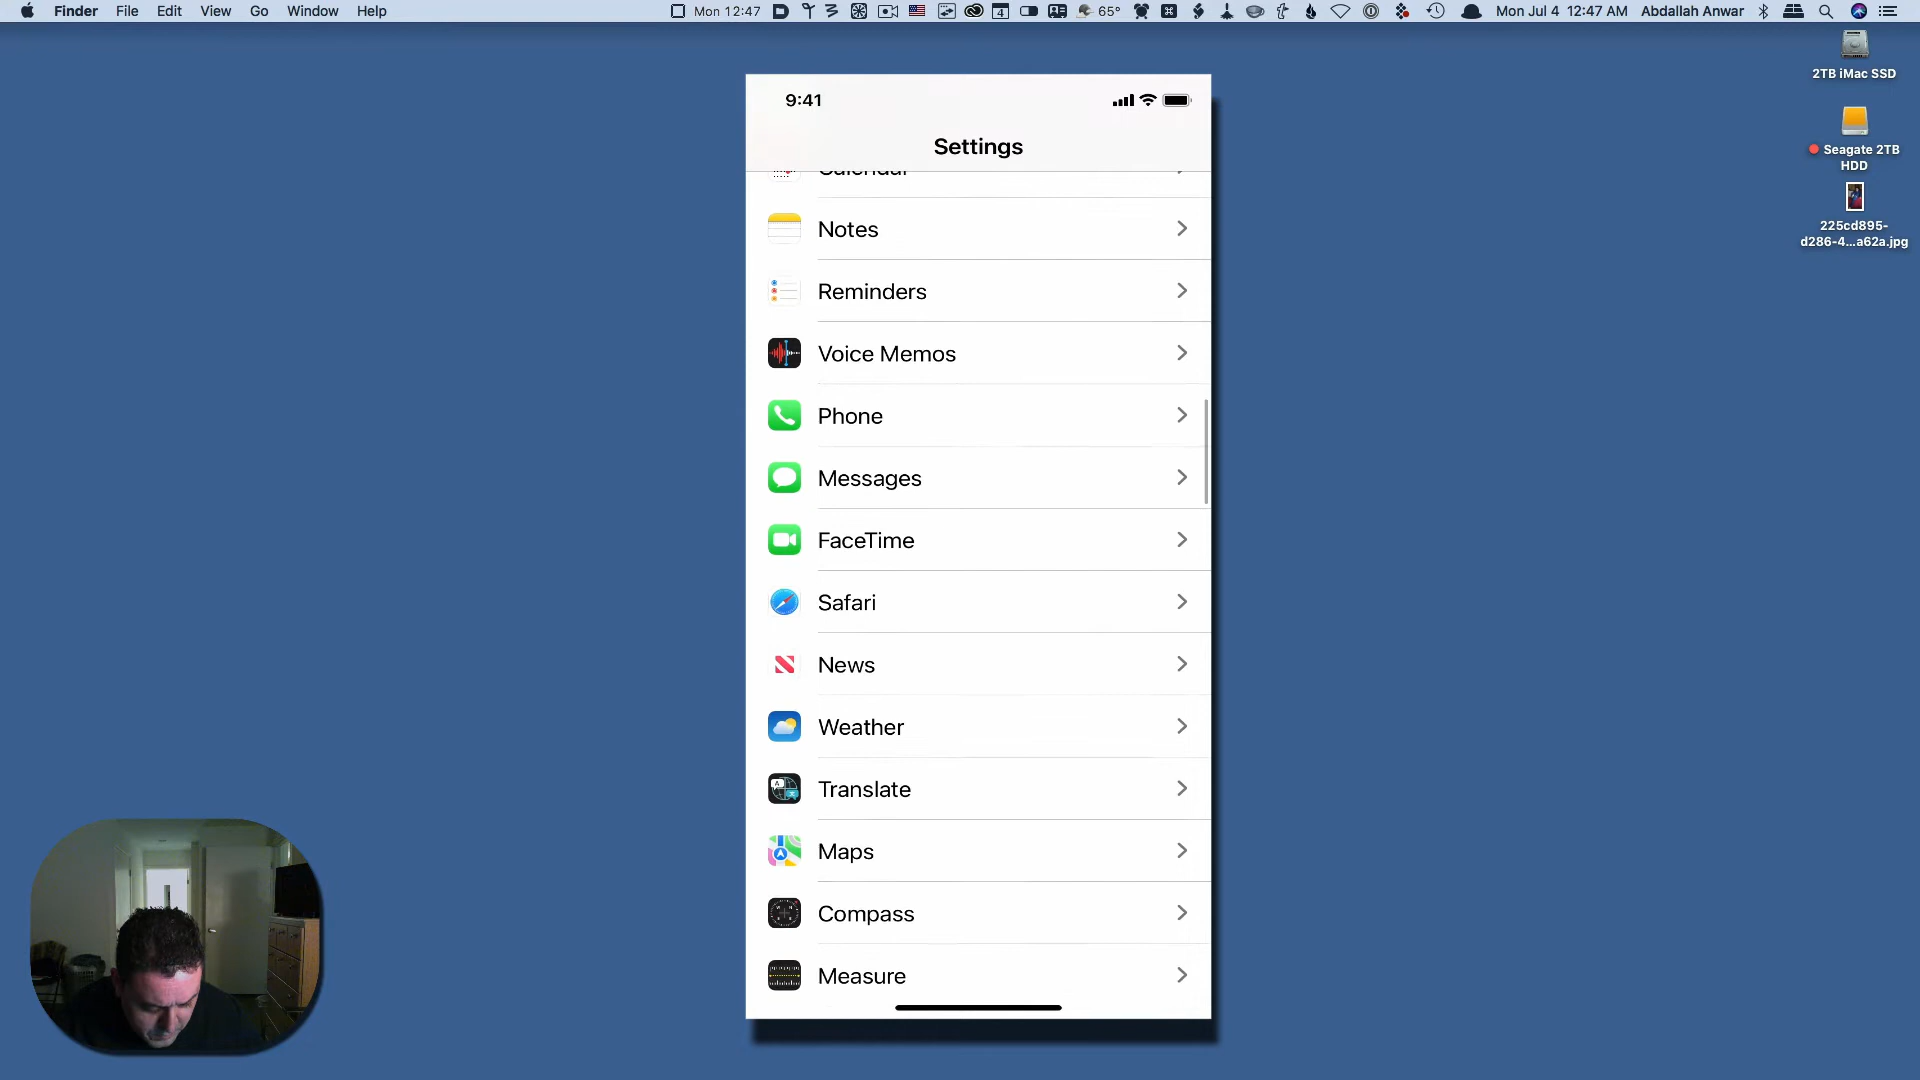 Finder File Edit View Go Window Help Mon 12:47 4 65° Mon Jul 4 12:47 AM Abdallah Anwar
2TB iMac SSD
Seagate 2TB
HDD
225cd895-
d286-4...a62a.jpg
9:41
Settings
Calendar
Notes
Reminders
Voice Memos
Phone
Messages
FaceTime
Safari
News
Weather
Translate
Maps
Compass
Measure